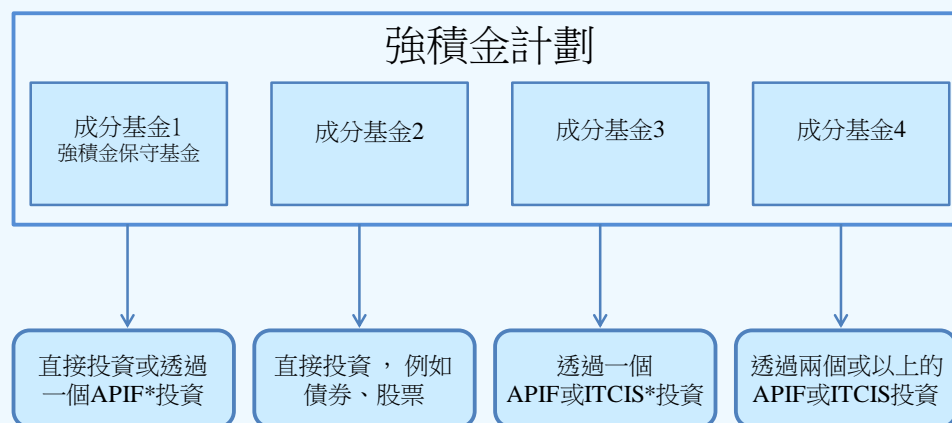 強積金計劃
成分基金1
強積金保守基金
成分基金2
成分基金3
成分基金4
直接投資或透過
一個APIF*投資
直接投資 ， 例如
債券、股票
透過一個
APIF或ITCIS*投資
透過兩個或以上的
APIF或ITCIS投資